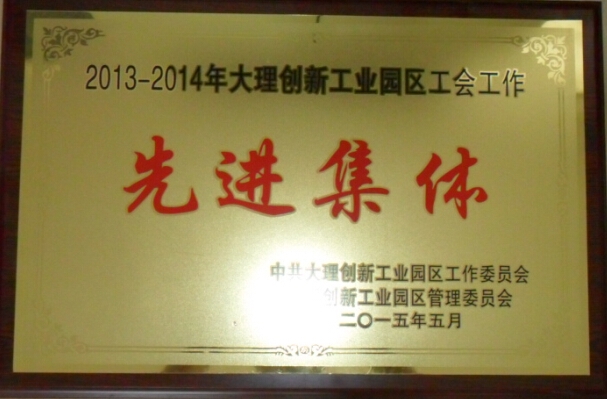 2013-2014年大理创新工业园区工会工作
先进集体
中共大理创新工业园区工作委员会
创新工业园区管理委员会
二〇一五年五月